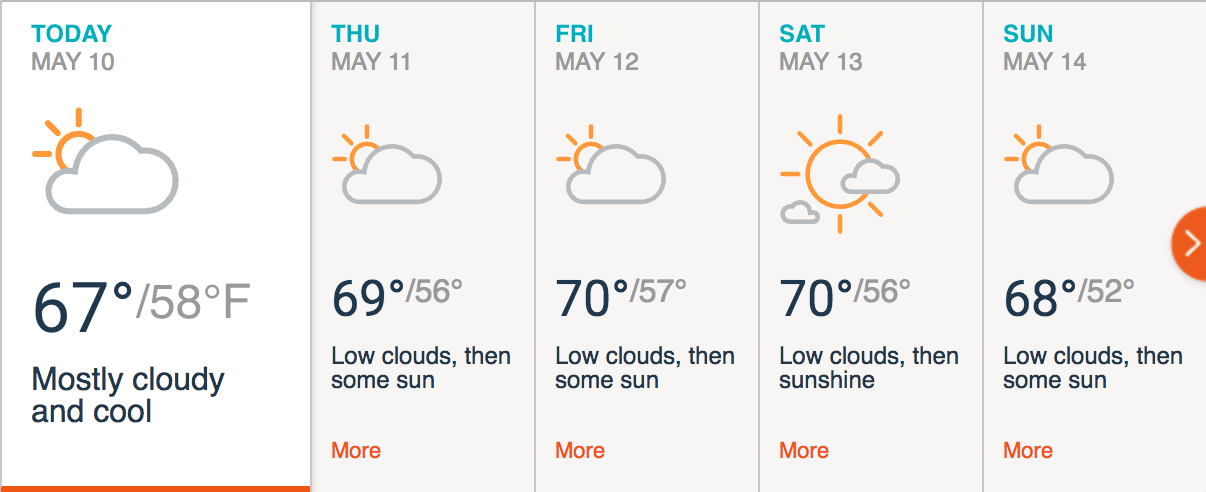 TODAY
MAY 10
67°/58°F
Mostly cloudy
and cool
THU
MAY 11
69°/56°
Low clouds, then
some sun
More
FRI
MAY 12
70°/57°
Low clouds, then
some sun
More
SAT
MAY 13
70°/56°
Low clouds, then
sunshine
More
SUN
MAY 14
68°/52°
Low clouds, then
some sun
More